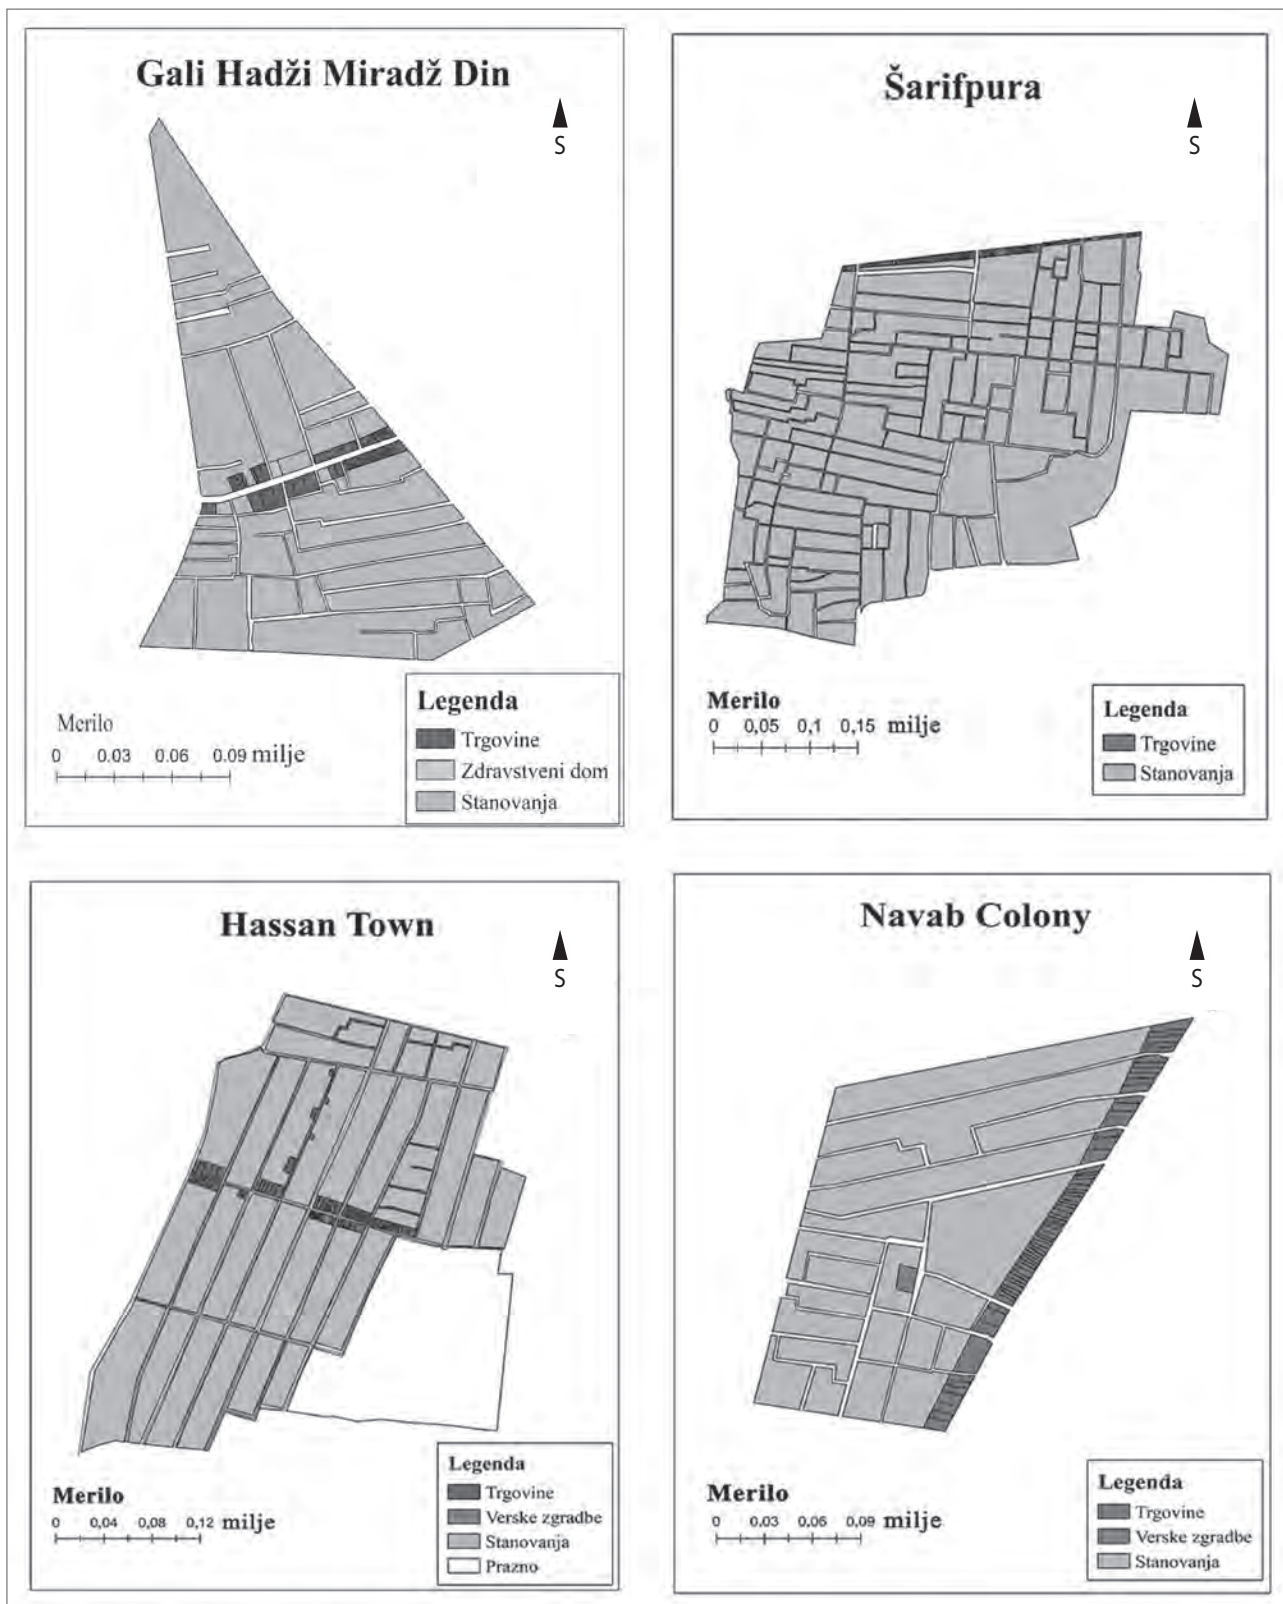 Gali Hadži Miradž Din
S
Merilo
0 0.03 0.06 0.09 milje
Legenda
Trgovine
Zdravstveni dom
Stanovanja
Šarifpura
S
Merilo
0 0,05 0,1 0,15 milje
Legenda
Trgovine
Stanovanja
Hassan Town
S
Merilo
0 0,04 0,08 0,12 milje
Legenda
Trgovine
Verske zgradbe
Stanovanja
Prazno
Navab Colony
S
Merilo
0 0,03 0,06 0,09 milje
Legenda
Trgovine
Verske zgradbe
Stanovanja